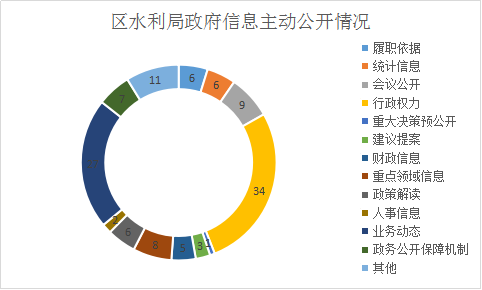 区水利局政府信息主动公开情况
11
6
6
9
7
34
2
6
8
5
3
1
履职依据
统计信息
会议公开
行政权力
重大决策预公开
建议提案
财政信息
重点领域信息
政策解读
人事信息
业务动态
政务公开保障机制
其他